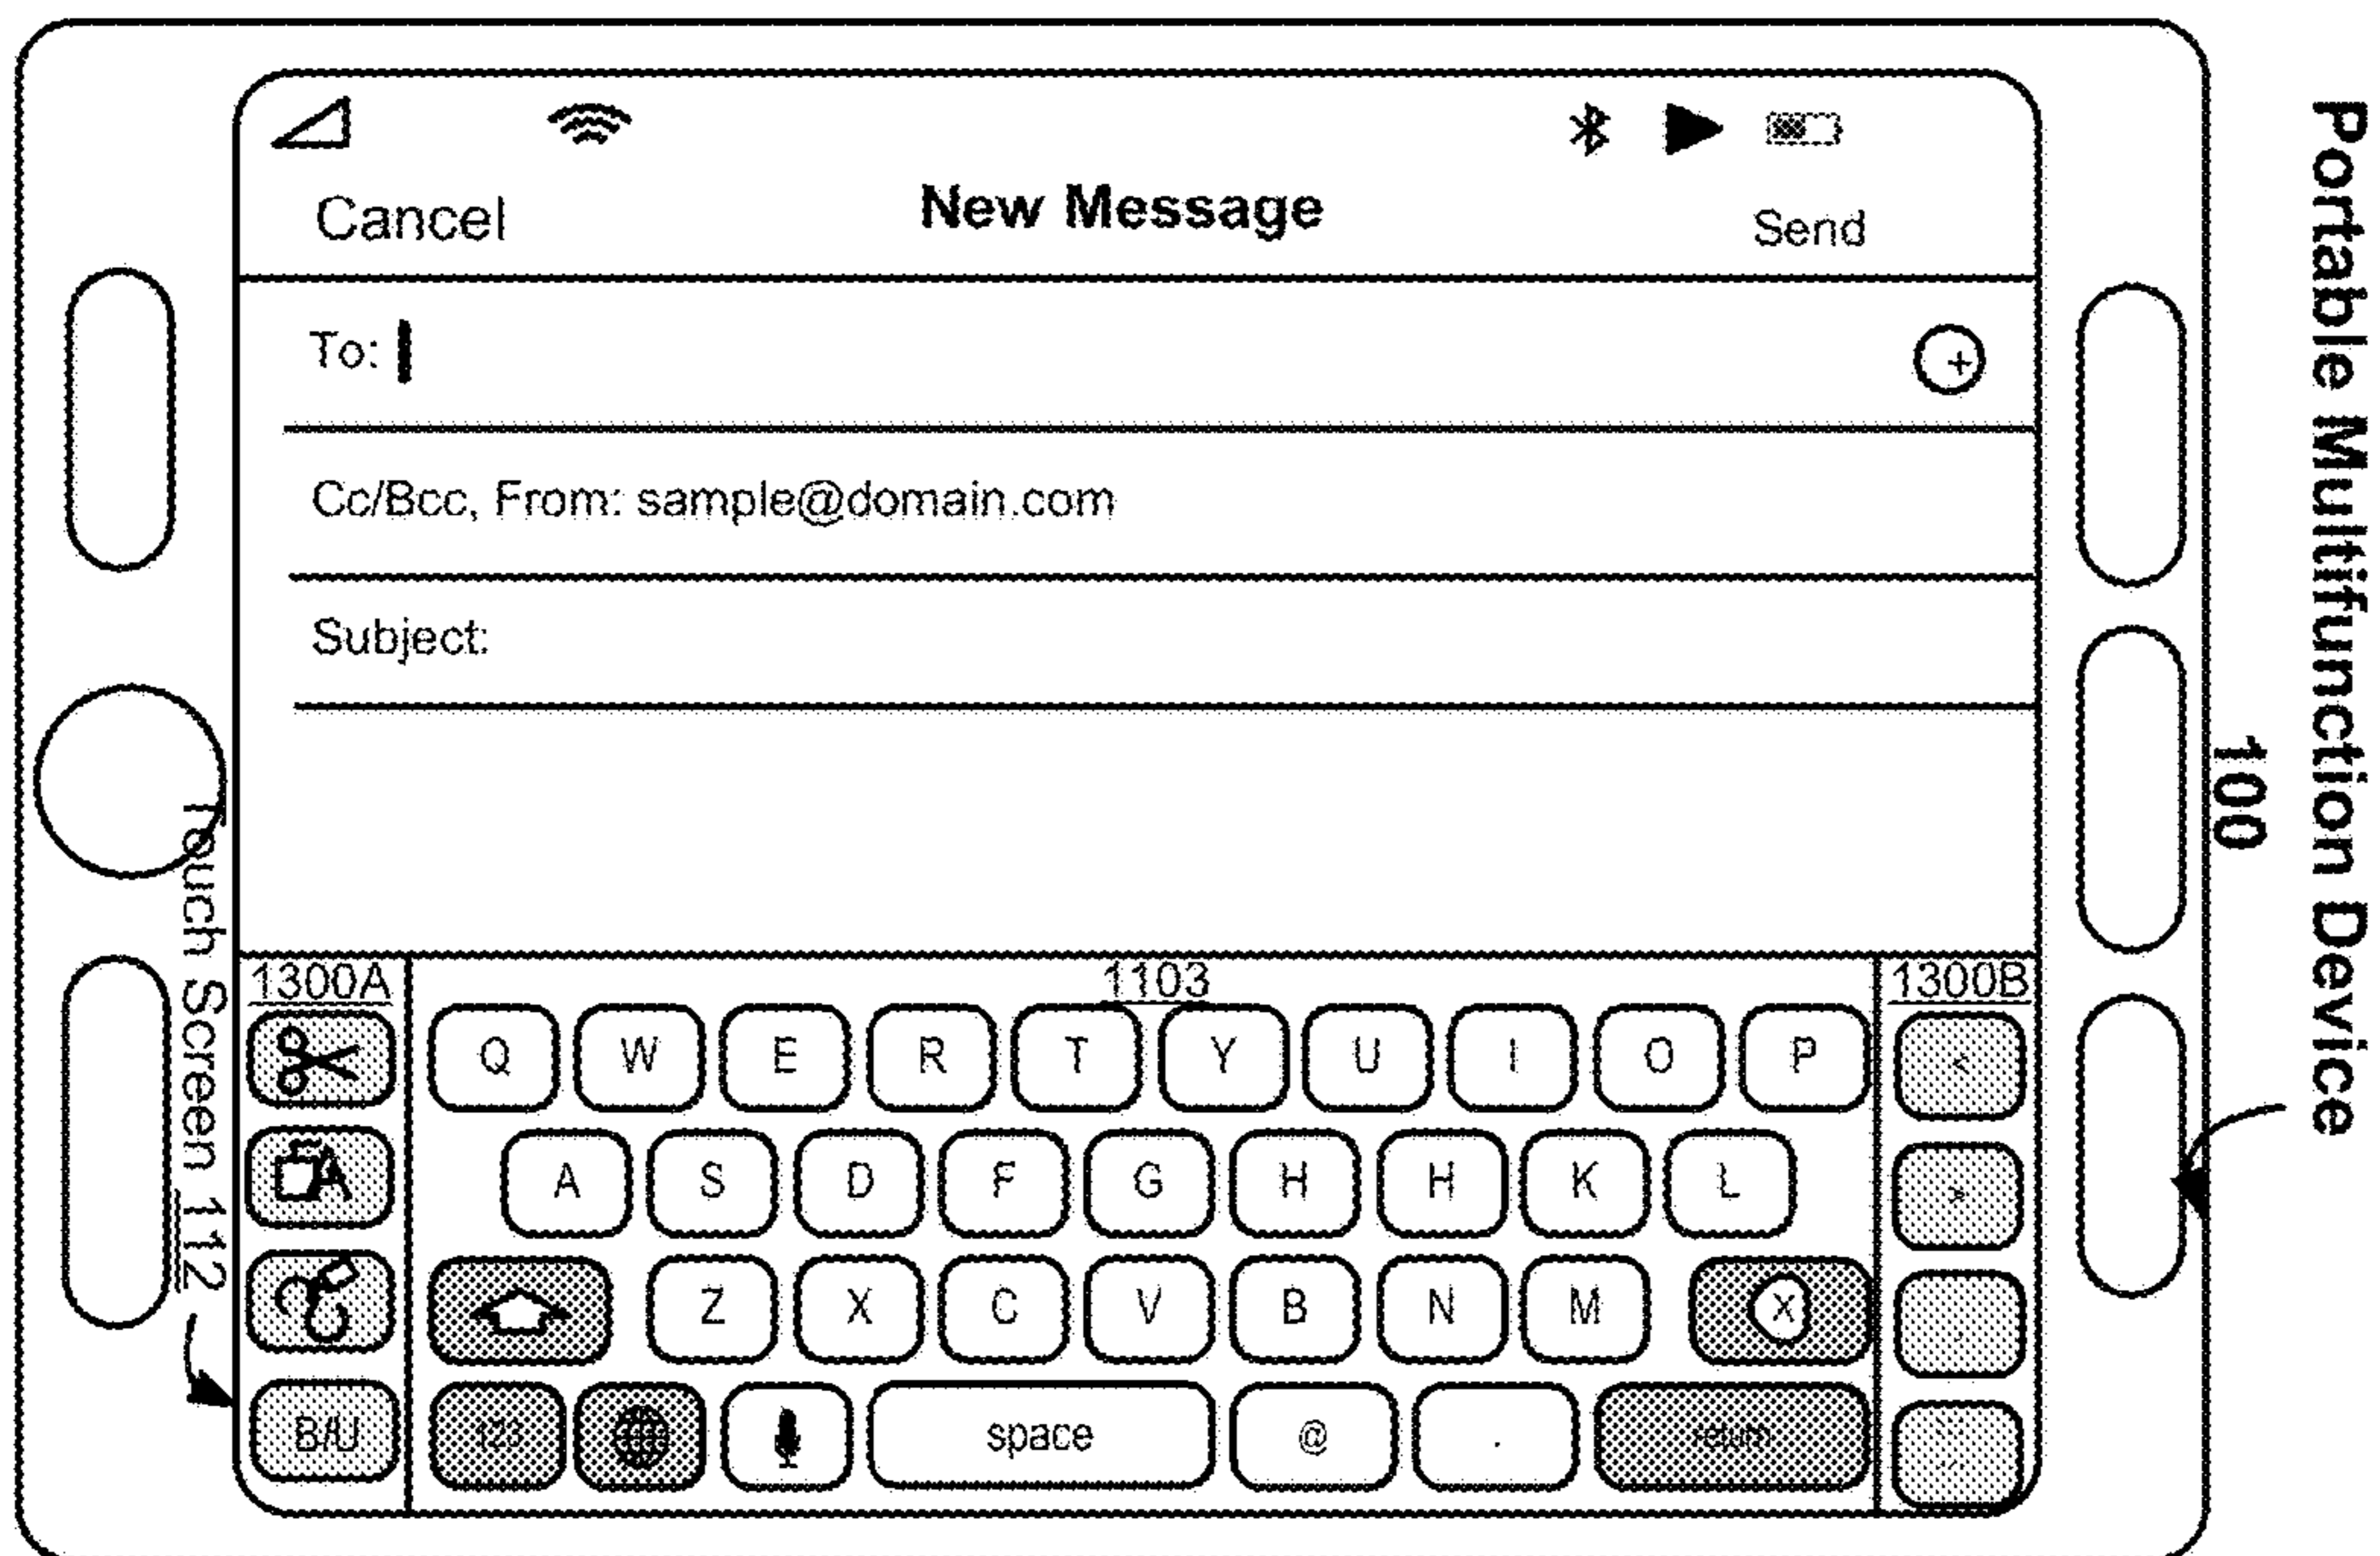 Cancel New Message Send
To:
Cc/Bcc, From: sample@domain.com
Subject:
1300A 1103 1300B
Q W E R T Y U I O P <
A S D F G H H K L >
Z X C V B N M X
B/U 123 space @ . return
Touch Screen 112
Portable Multifunction Device
100